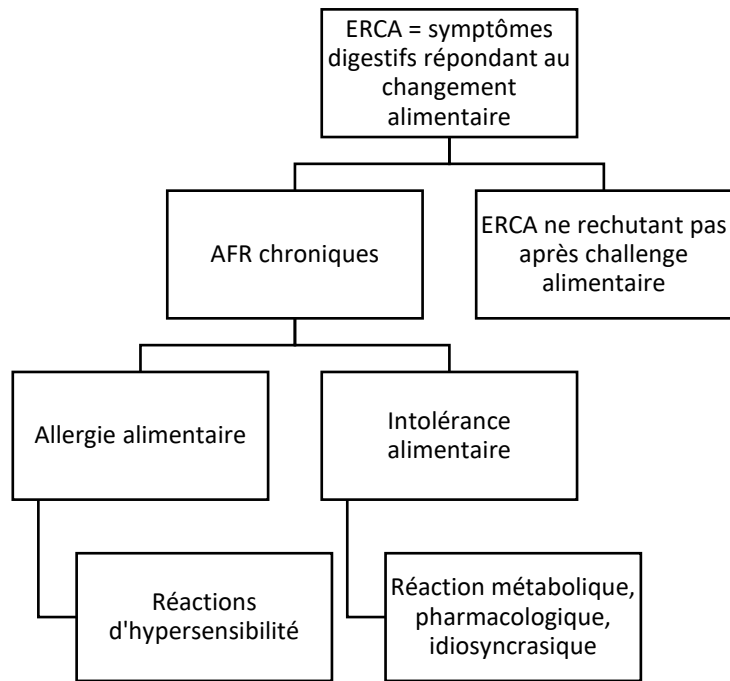 ERCA = symptômes
digestifs répondant au
changement
alimentaire
AFR chroniques
ERCA ne rechutant pas
après challenge
alimentaire
Allergie alimentaire
Intolérance
alimentaire
Réactions
d'hypersensibilité
Réaction métabolique,
pharmacologique,
idiosyncrasique